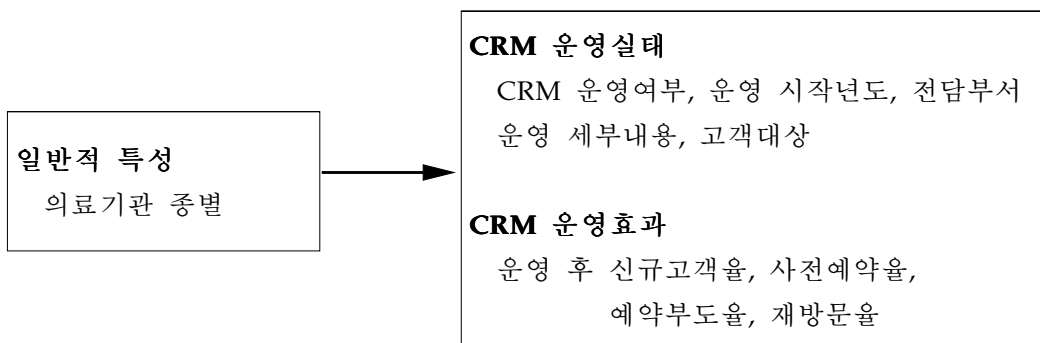 일반적 특성
의료기관 종별
CRM 운영실태
CRM 운영여부, 운영 시작년도, 전담부서
운영 세부내용, 고객대상
CRM 운영효과
운영 후 신규고객율, 사전예약율,
예약부도율, 재방문율